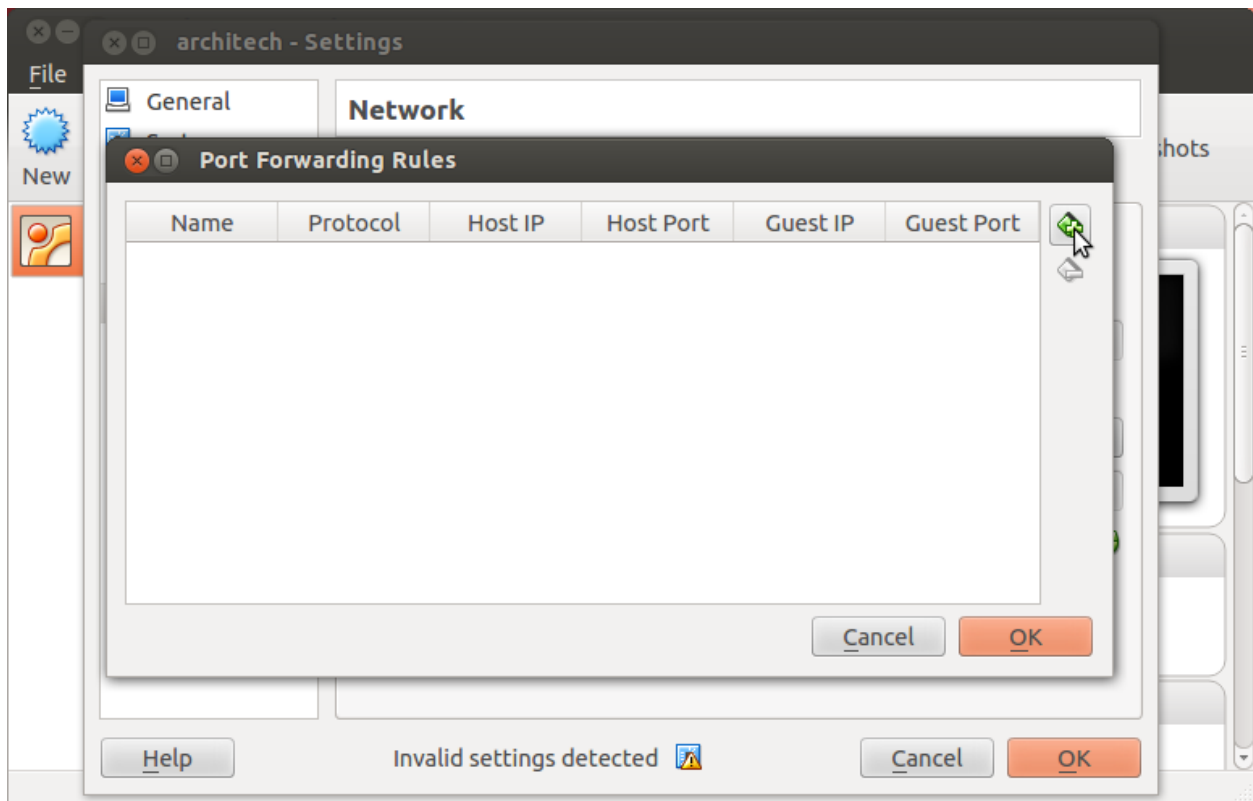 architech - Settings
File
General
Network
New
Port Forwarding Rules
Name Protocol Host IP Host Port Guest IP Guest Port
Cancel OK
Help Invalid settings detected Cancel OK